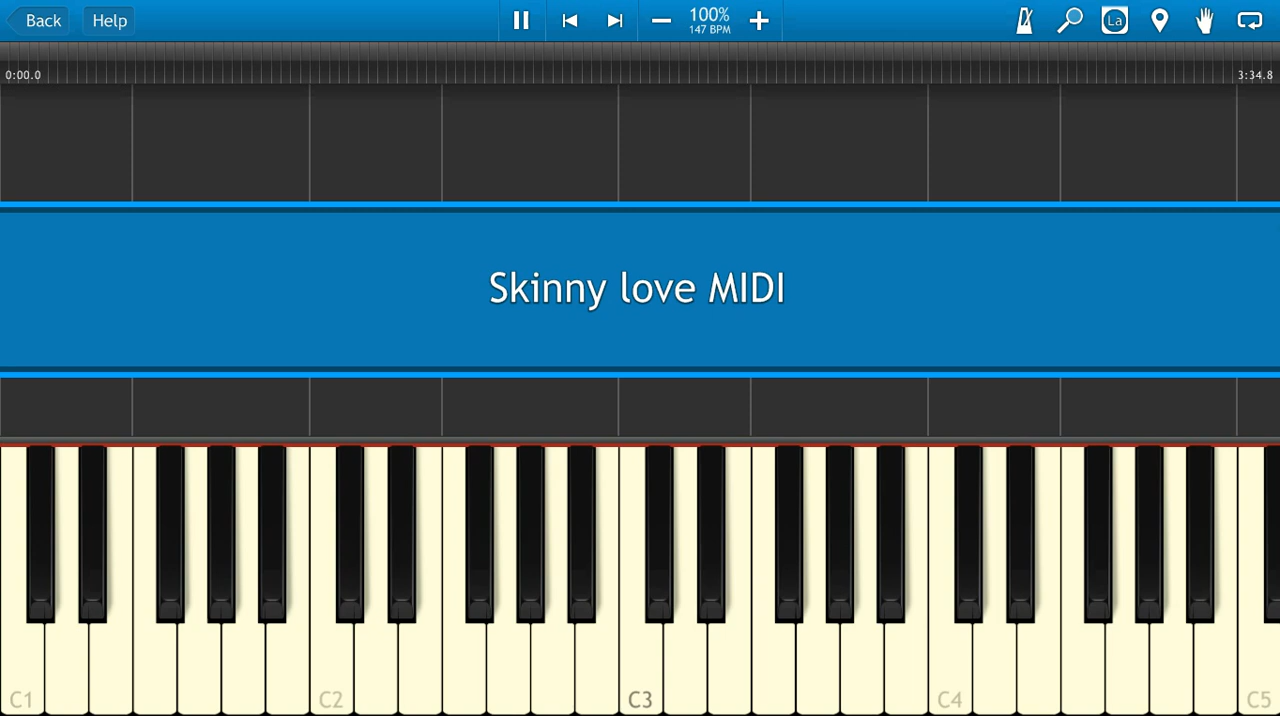 Back Help 100% La
147 BPM
0:00.0 3:34.8
Skinny love MIDI
C1 C2 C3 C4 C5